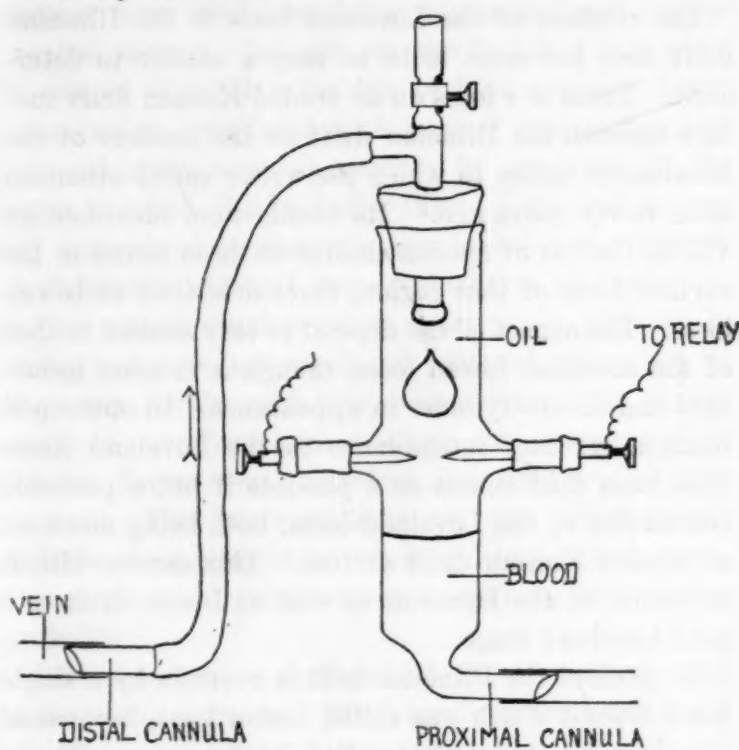 OIL
TO RELAY
BLOOD
VEIN
DISTAL CANNULA
PROXIMAL CANNULA